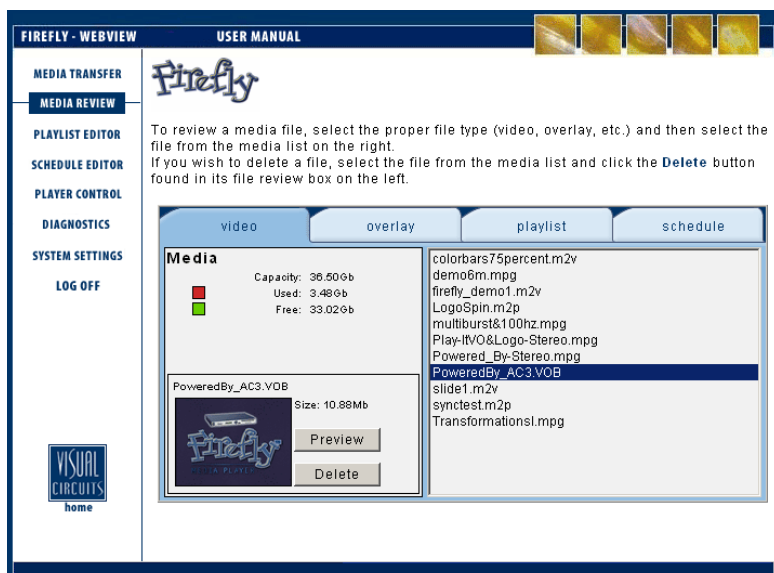 FIREFLY - WEBVIEW
USER MANUAL
MEDIA TRANSFER
MEDIA REVIEW
PLAYLIST EDITOR
SCHEDULE EDITOR
PLAYER CONTROL
DIAGNOSTICS
SYSTEM SETTINGS
LOG OFF
VISUAL
CIRCUITS
home
Firefly
To review a media file, select the proper file type (video, overlay, etc.) and then select the
file from the media list on the right.
If you wish to delete a file, select the file from the media list and click the Delete button
found in its file review box on the left.
video
overlay
playlist
schedule
Media
Capacity: 36.50Gb
Used: 3.48Gb
Free: 33.02Gb
PoweredBy_AC3.VOB
Size: 10.88Mb
Firefly
MEDIA PLAYER
Preview
Delete
colorbars75percent.m2v
demo6m.mpg
firefly_demo1.m2v
LogoSpin.m2p
multiburst&100hz.mpg
Play-ItVO&Logo-Stereo.mpg
Powered_By-Stereo.mpg
PoweredBy_AC3.VOB
slide1.m2v
synctest.m2p
TransformationsI.mpg